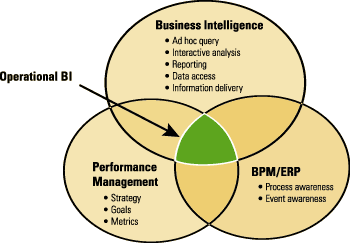 Business Intelligence
• Ad hoc query
• Interactive analysis
• Reporting
• Data access
• Information delivery
Operational BI
Performance
Management
• Strategy
• Goals
• Metrics
BPM/ERP
• Process awareness
• Event awareness